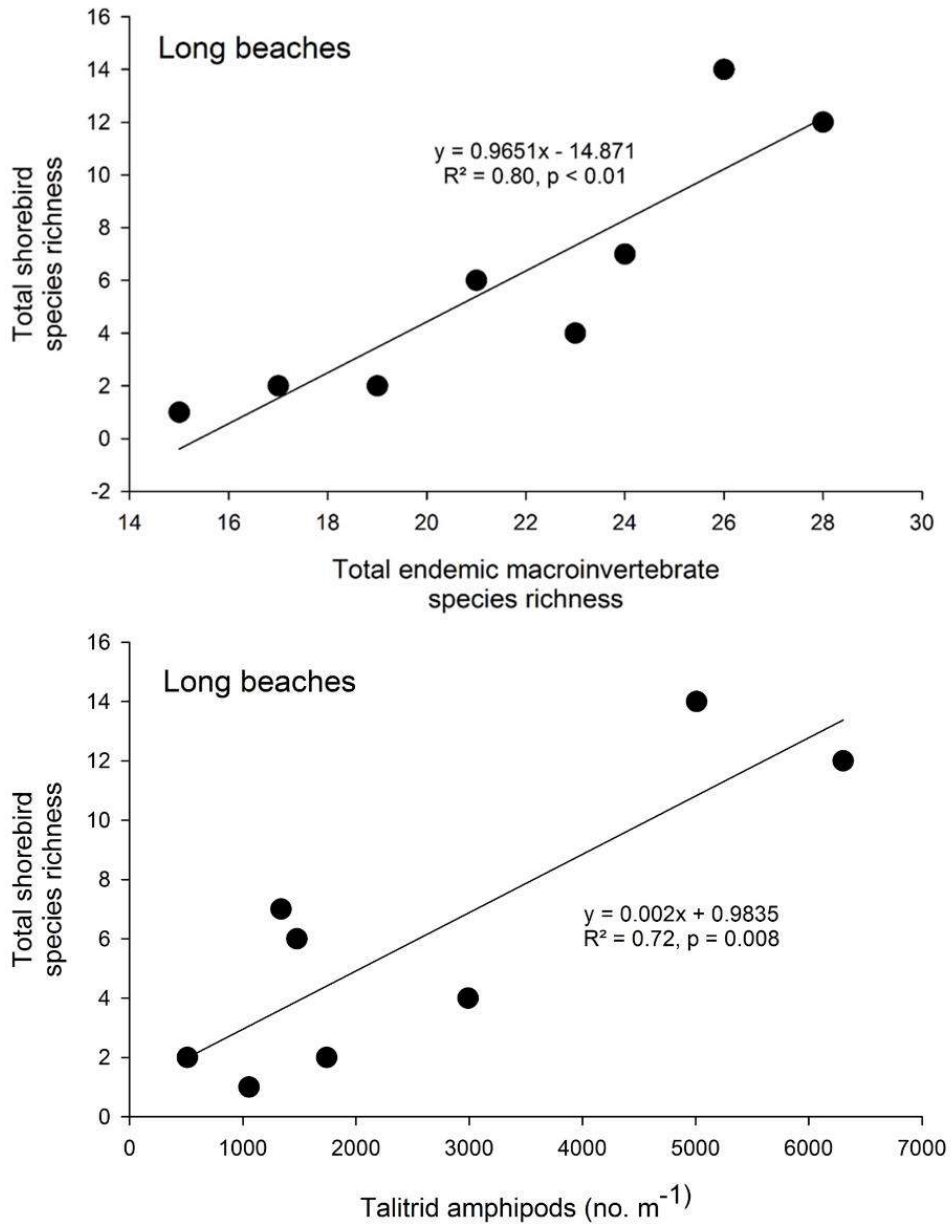 Long beaches
16
14
12
10
8
6
4
2
0
-2
Total shorebird
species richness
y = 0.9651x - 14.871
R² = 0.80, p < 0.01
14 16 18 20 22 24 26 28 30
Total endemic macroinvertebrate
species richness
Long beaches
16
14
12
10
8
6
4
2
0
Total shorebird
species richness
y = 0.002x + 0.9835
R² = 0.72, p = 0.008
0 1000 2000 3000 4000 5000 6000 7000
Talitrid amphipods (no. m⁻¹)